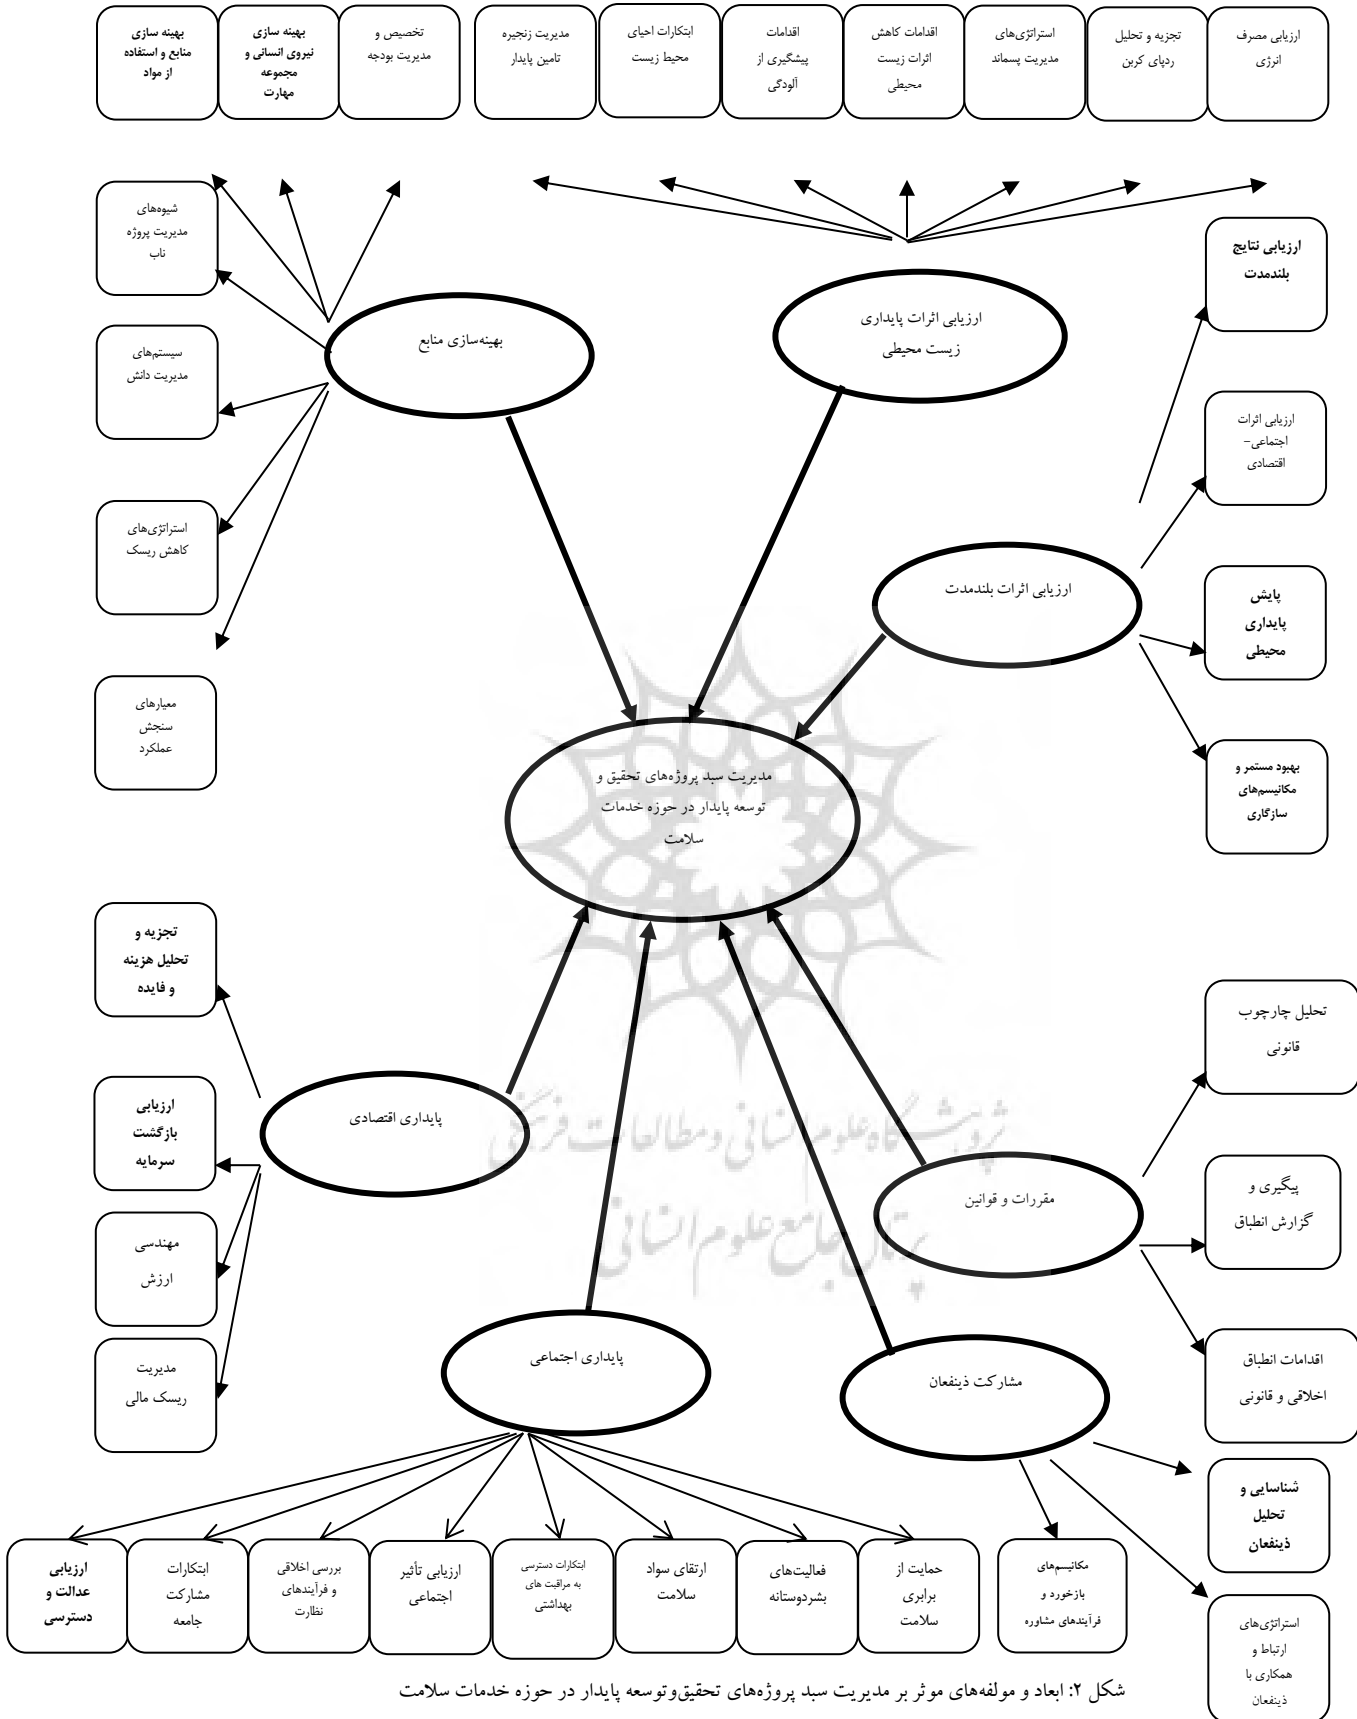 ارزیابی مصرف
انرژی
تجزیه و تحلیل
ردپای کربن
استراتژی‌های
مدیریت پسماند
اقدامات کاهش
اثرات زیست
محیطی
اقدامات
پیشگیری از
آلودگی
ابتکارات احیای
محیط زیست
مدیریت زنجیره
تامین پایدار
تخصیص و
مدیریت بودجه
بهینه سازی
نیروی انسانی و
مجموعه
مهارت
بهینه سازی
منابع و استفاده
از مواد
شیوه‌های
مدیریت پروژه
ناب
سیستم‌های
مدیریت دانش
استراتژی‌های
کاهش ریسک
معیارهای
سنجش
عملکرد
بهینه‌سازی منابع
ارزیابی اثرات پایداری
زیست محیطی
ارزیابی نتایج
بلندمدت
ارزیابی اثرات
اجتماعی-
اقتصادی
پایش
پایداری
محیطی
بهبود مستمر و
مکانیسم‌های
سازگاری
ارزیابی اثرات بلندمدت
مدیریت سبد پروژه‌های تحقیق و
توسعه پایدار در حوزه خدمات
سلامت
تجزیه و
تحلیل هزینه
و فایده
ارزیابی
بازگشت
سرمایه
مهندسی
ارزش
مدیریت
ریسک مالی
پایداری اقتصادی
پژوهشگاه علوم انسانی و مطالعات فرهنگی
پرتال جامع علوم انسانی
مقررات و قوانین
تحلیل چارچوب
قانونی
پیگیری و
گزارش انطباق
اقدامات انطباق
اخلاقی و قانونی
پایداری اجتماعی
مشارکت ذینفعان
شناسایی و
تحلیل
ذینفعان
استراتژی‌های
ارتباط و
همکاری با
ذینفعان
مکانیسم‌های
بازخورد و
فرآیندهای مشاوره
حمایت از
برابری
سلامت
فعالیت‌های
بشردوستانه
ارتقای سواد
سلامت
ابتکارات دسترسی
به مراقبت های
بهداشتی
ارزیابی تأثیر
اجتماعی
بررسی اخلاقی
و فرآیندهای
نظارت
ابتکارات
مشارکت
جامعه
ارزیابی
عدالت و
دسترسی
شکل ۲: ابعاد و مولفه‌های موثر بر مدیریت سبد پروژه‌های تحقیق‌وتوسعه پایدار در حوزه خدمات سلامت